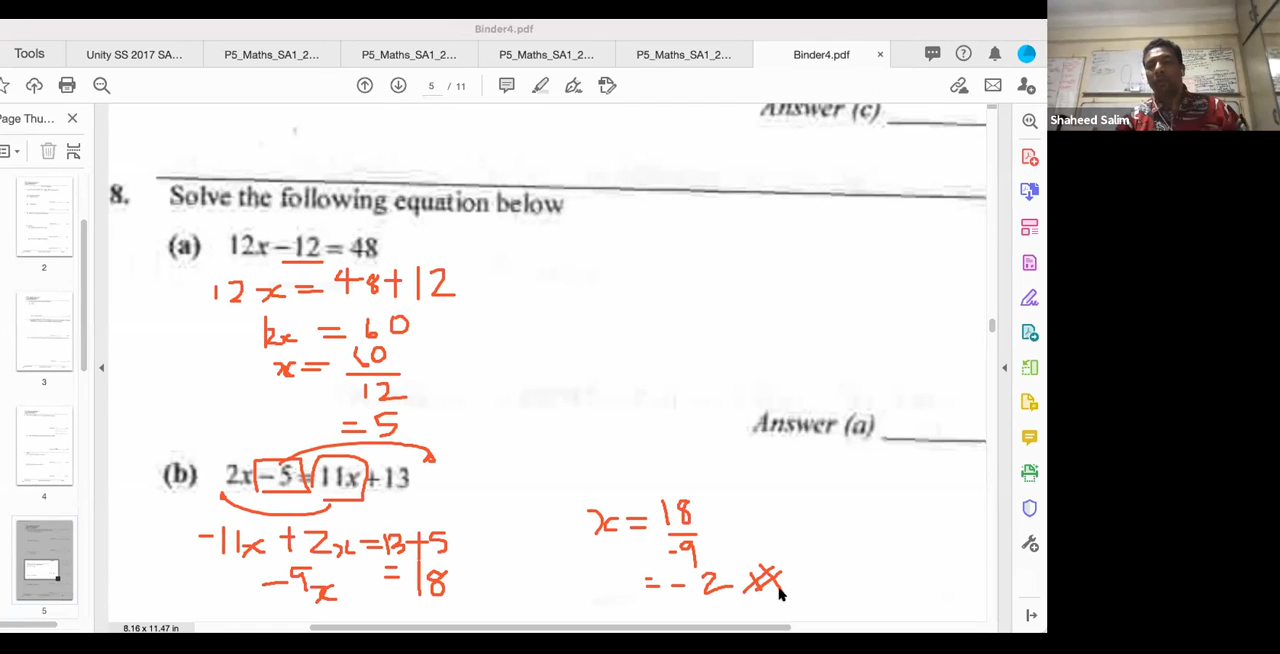 Binder4.pdf
Tools
Unity SS 2017 SA...
P5_Maths_SA1_2...
P5_Maths_SA1_2...
P5_Maths_SA1_2...
P5_Maths_SA1_2...
Binder4.pdf
×
5 / 11
Shaheed Salim
Page Thu...
2
3
4
5
Answer (c)
8. Solve the following equation below
(a) 12x - 12 = 48
12x = 48 + 12
12x = 60
x = 60
12
= 5
Answer (a)
(b) 2x - 5 = 11x + 13
-11x + 2x = 13 + 5
-9x = 18
x = 18
-9
= -2
8.16 x 11.47 in